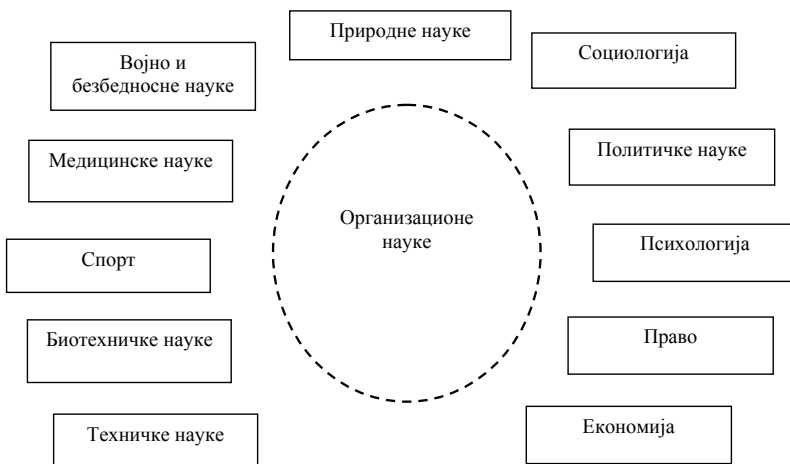 Природне науке
Војно и
безбедносне науке
Социологија
Медицинске науке
Политичке науке
Организационе
науке
Спорт
Психологија
Биотехничке науке
Право
Техничке науке
Економија